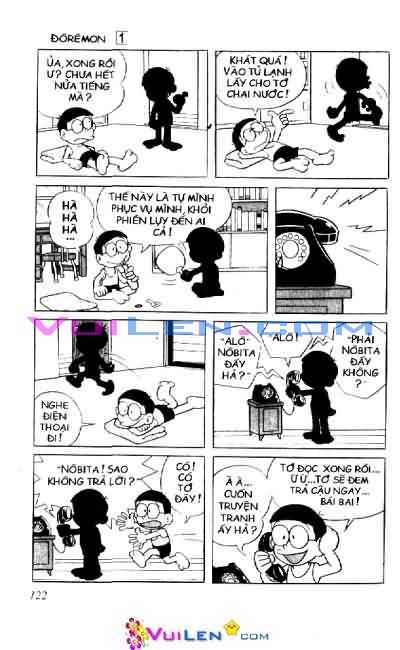 ĐÔRÊMON 1
ỦA, XONG RỒI
Ư? CHƯA HẾT
NỬA TIẾNG
MÀ?
KHÁT QUÁ!
VÀO TỦ LẠNH
LẤY CHO TỚ
CHAI NƯỚC!
HÀ
HÀ
HÀ
...
THẾ NÀY LÀ TỰ MÌNH
PHỤC VỤ MÌNH, KHỎI
PHIỀN LỤY ĐẾN AI
CẢ!
VUILEN.COM
NGHE
ĐIỆN
THOẠI
ĐI!
"ALÔ!
NÔBITA
ĐẤY HẢ?"
ALÔ!
"PHẢI
NÔBITA
ĐẤY
KHÔNG?"
"NÔBITA! SAO
KHÔNG TRẢ LỜI?"
CÓ!
CÓ
TỚ
ĐÂY!
À À...
CUỐN
TRUYỆN
TRANH
ẤY HẢ?
TỚ ĐỌC XONG RỒI...
Ừ Ừ...TỚ SẼ ĐEM
TRẢ CẬU NGAY...
BÁI BAI!
122
VUILEN.COM